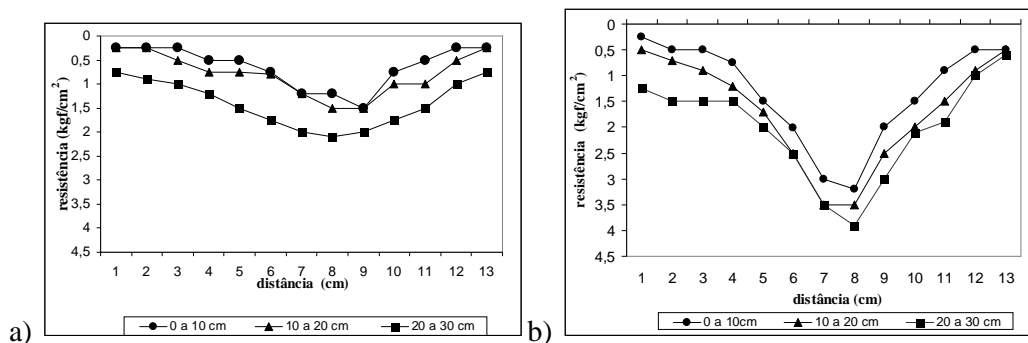 0
0,5
1
1,5
2
2,5
3
3,5
4
4,5
resistência (kgf/cm²)
1 2 3 4 5 6 7 8 9 10 11 12 13
distância (cm)
0 a 10 cm 10 a 20 cm 20 a 30 cm
a)
0
0,5
1
1,5
2
2,5
3
3,5
4
4,5
resistência (kgf/cm²)
1 2 3 4 5 6 7 8 9 10 11 12 13
distância (cm)
0 a 10cm 10 a 20 cm 20 a 30 cm
b)